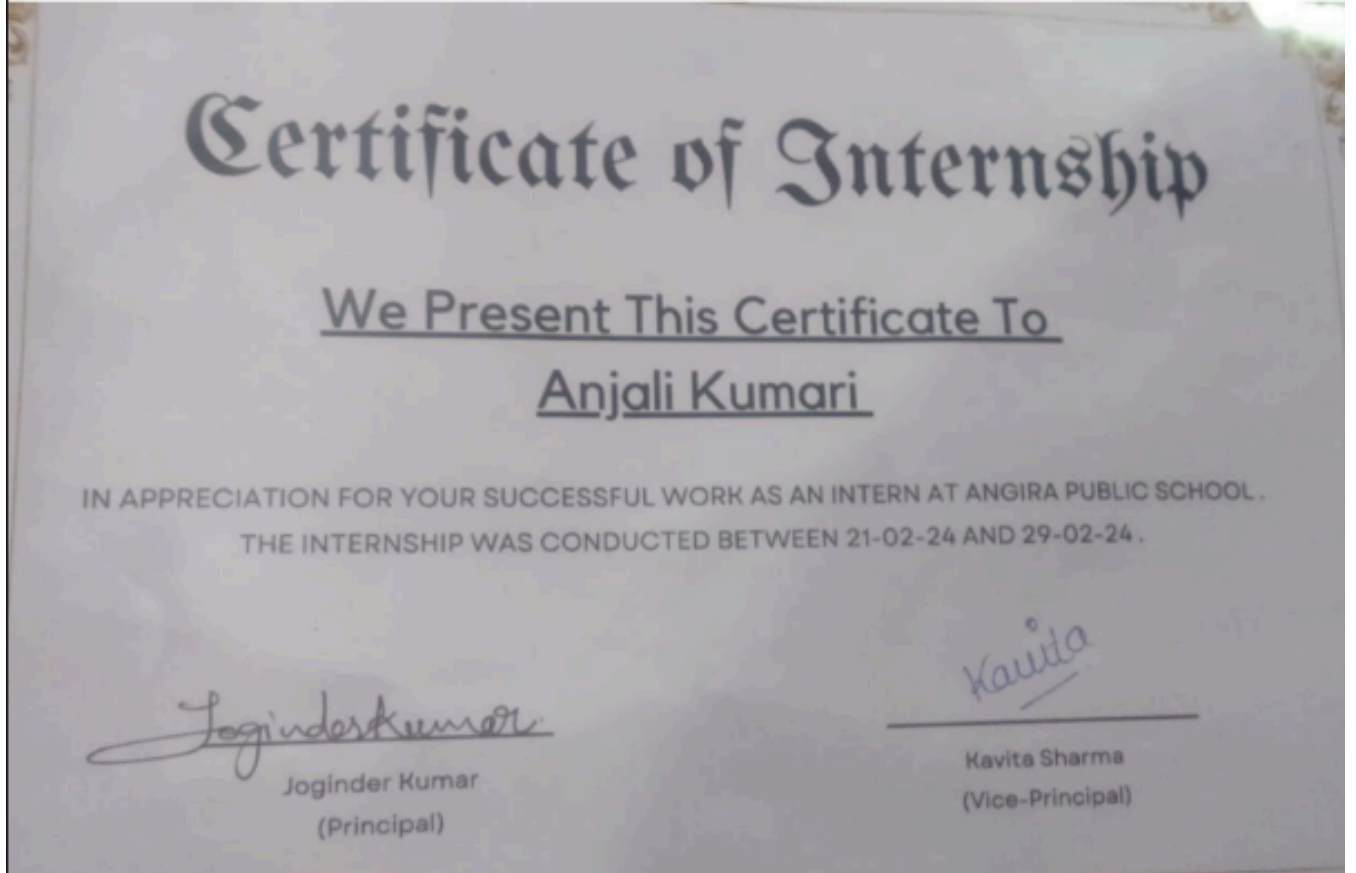 Certificate of Internship
We Present This Certificate To
Anjali Kumari
IN APPRECIATION FOR YOUR SUCCESSFUL WORK AS AN INTERN AT ANGIRA PUBLIC SCHOOL.
THE INTERNSHIP WAS CONDUCTED BETWEEN 21-02-24 AND 29-02-24.
Joginderkumar
Joginder Kumar
(Principal)
Kavita
Kavita Sharma
(Vice-Principal)